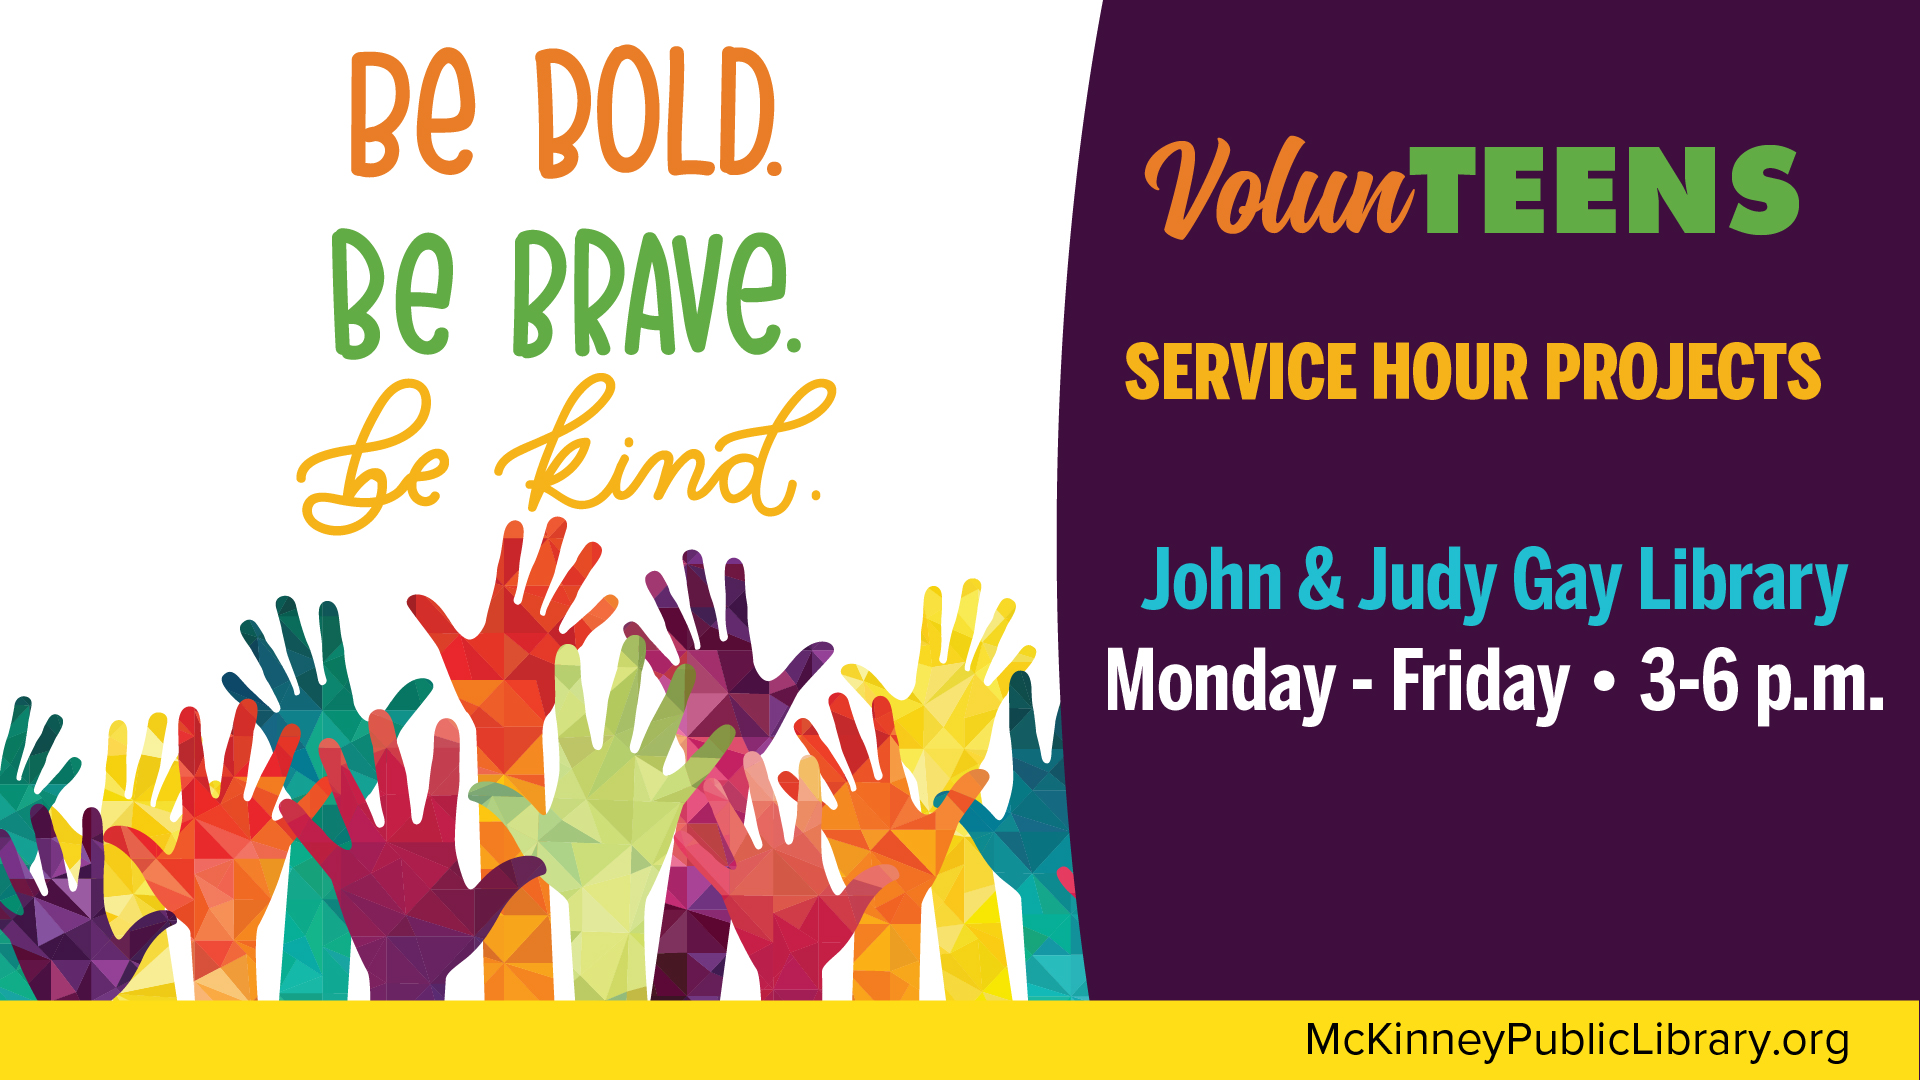 Be BOLD.
Be BRAVe.
be kind.
VolunTEENS
SERVICE HOUR PROJECTS
John & Judy Gay Library
Monday - Friday • 3-6 p.m.
McKinneyPublicLibrary.org